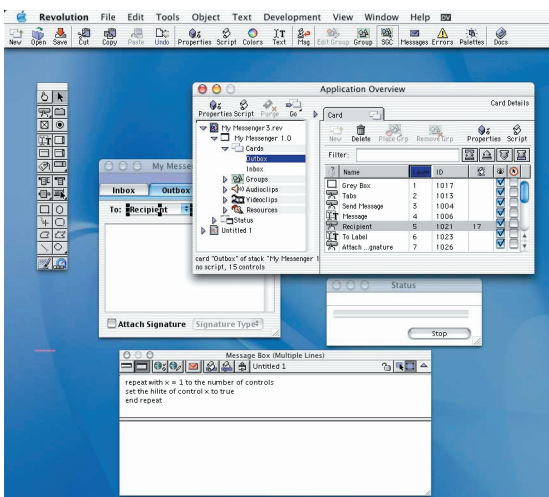 Revolution File Edit Tools Object Text Development View Window Help
New Open Save Cut Copy Paste Undo Properties Script Colors Text Msg Edit Group Group SGC Messages Errors Palettes Docs
Application Overview
Properties Script Purge Go
Card
Card Details
New Delete Place Grp Remove Grp Properties Script
Filter:
My Messenger3.rev
My Messenger 1.0
Cards
Outbox
Inbox
Groups
Audioclips
Videoclips
Resources
Status
Untitled 1
? Name ID
Grey Box 1 1017
Tabs 2 1013
Send Message 3 1004
Message 4 1006
Recipient 5 1021 17
To Label 6 1023
Attach ...gnature 7 1026
card "Outbox" of stack "My Messenger 1
no script, 15 controls
My Messe
Inbox Outbox
To: Recipient
Attach Signature Signature Type
Status
Stop
Message Box (Multiple Lines)
Untitled 1
repeat with x = 1 to the number of controls
set the hilite of control x to true
end repeat